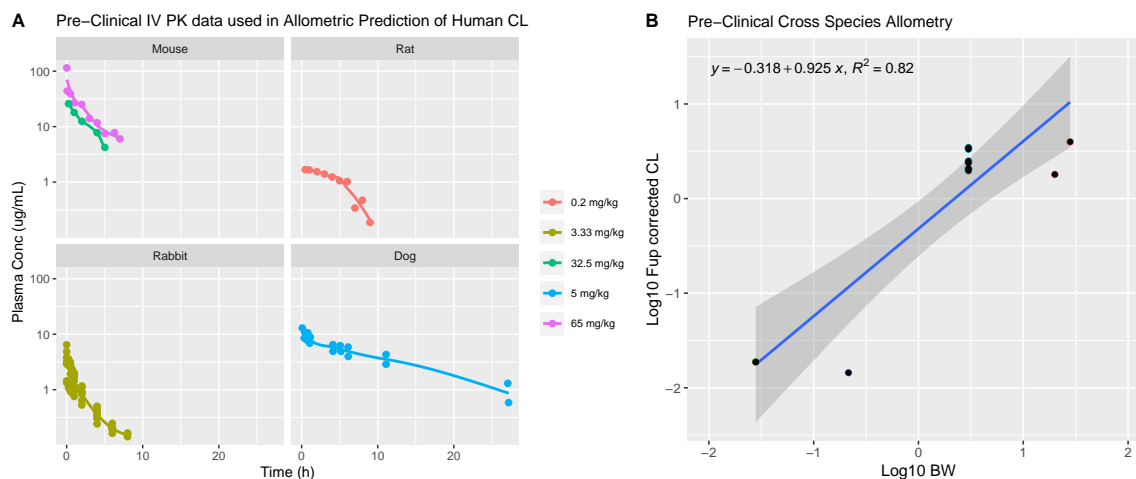 A
Pre-Clinical IV PK data used in Allometric Prediction of Human CL
Mouse
Rat
100
10
1
Rabbit
Dog
100
10
1
0
10
20
0
10
20
Time (h)
Plasma Conc (ug/mL)
0.2 mg/kg
3.33 mg/kg
32.5 mg/kg
5 mg/kg
65 mg/kg
B
Pre-Clinical Cross Species Allometry
y = −0.318 + 0.925 x, R² = 0.82
1
0
−1
−2
−2
−1
0
1
2
Log10 BW
Log10 Fup corrected CL